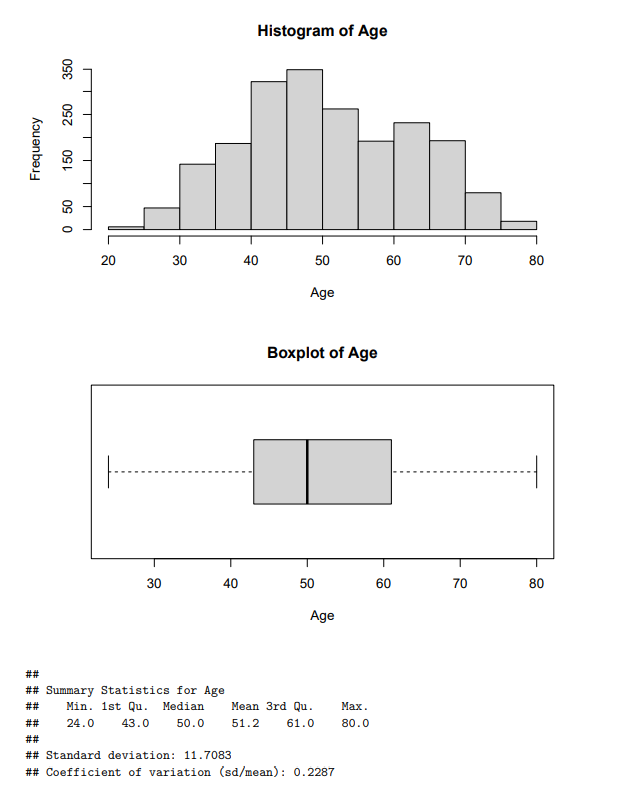 Histogram of Age
Frequency
0 50 150 250 350
20 30 40 50 60 70 80
Age
Boxplot of Age
30 40 50 60 70 80
Age
##
## Summary Statistics for Age
##    Min. 1st Qu.  Median    Mean 3rd Qu.    Max.
##    24.0    43.0    50.0    51.2    61.0    80.0
##
## Standard deviation: 11.7083
## Coefficient of variation (sd/mean): 0.2287